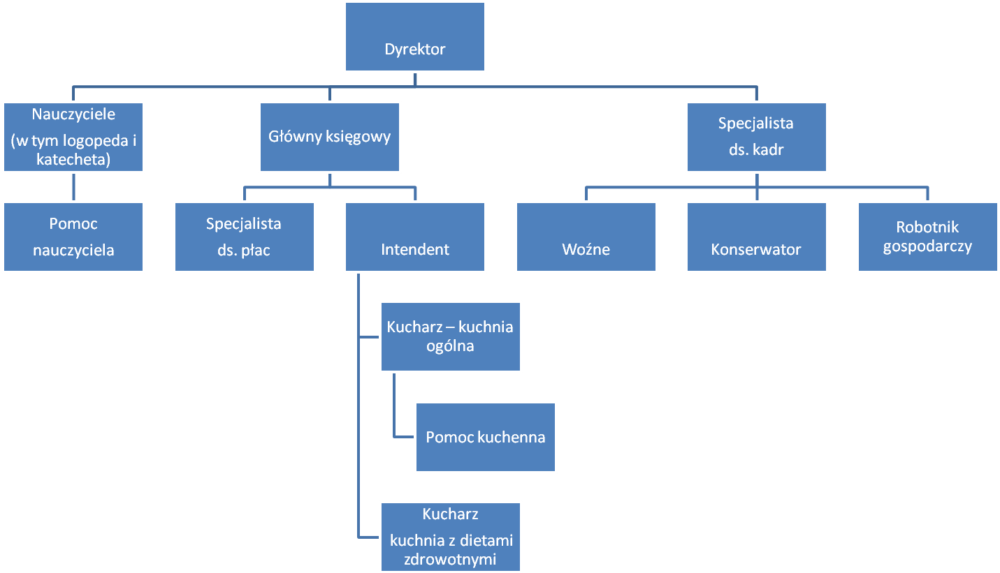 Dyrektor
Nauczyciele
(w tym logopeda i
katecheta)
Główny księgowy
Specjalista
ds. kadr
Pomoc
nauczyciela
Specjalista
ds. płac
Intendent
Woźne
Konserwator
Robotnik
gospodarczy
Kucharz – kuchnia
ogólna
Pomoc kuchenna
Kucharz
kuchnia z dietami
zdrowotnymi